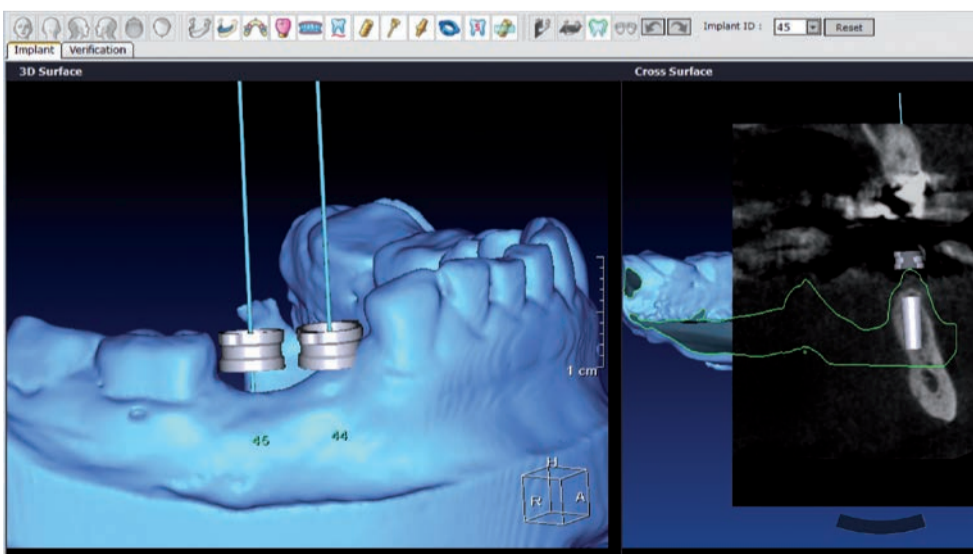 Implant ID : 45 Reset
Implant Verification
3D Surface
Cross Surface
1 cm
45 44
H
R A